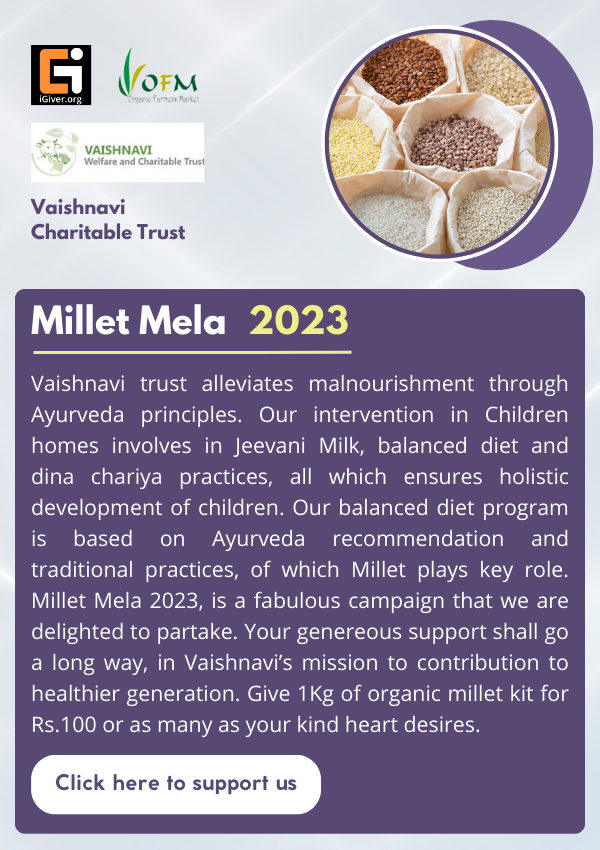 iGiver.org
OFM
Organic Farmers Market
VAISHNAVI
Welfare and Charitable Trust
Vaishnavi
Charitable Trust
Millet Mela 2023
Vaishnavi trust alleviates malnourishment through
Ayurveda principles. Our intervention in Children
homes involves in Jeevani Milk, balanced diet and
dina chariya practices, all which ensures holistic
development of children. Our balanced diet program
is based on Ayurveda recommendation and
traditional practices, of which Millet plays key role.
Millet Mela 2023, is a fabulous campaign that we are
delighted to partake. Your genereous support shall go
a long way, in Vaishnavi’s mission to contribution to
healthier generation. Give 1Kg of organic millet kit for
Rs.100 or as many as your kind heart desires.
Click here to support us